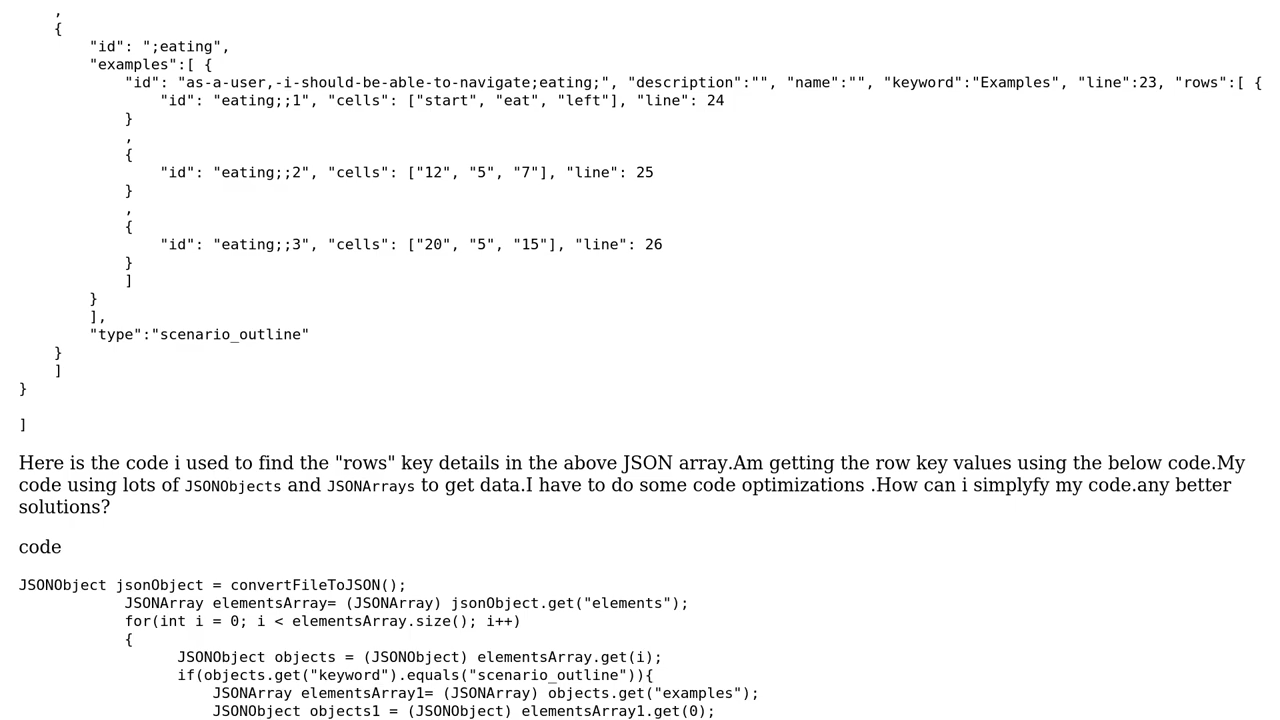 ,
{
"id": ";eating",
"examples":[ {
"id": "as-a-user,-i-should-be-able-to-navigate;eating;", "description":"", "name":"", "keyword":"Examples", "line":23, "rows":[ {
"id": "eating;;1", "cells": ["start", "eat", "left"], "line": 24
}
,
{
"id": "eating;;2", "cells": ["12", "5", "7"], "line": 25
}
,
{
"id": "eating;;3", "cells": ["20", "5", "15"], "line": 26
}
]
}
],
"type":"scenario_outline"
}
]
}
]
Here is the code i used to find the "rows" key details in the above JSON array.Am getting the row key values using the below code.My
code using lots of JSONObjects and JSONArrays to get data.I have to do some code optimizations .How can i simplyfy my code.any better
solutions?
code
JSONObject jsonObject = convertFileToJSON();
JSONArray elementsArray= (JSONArray) jsonObject.get("elements");
for(int i = 0; i < elementsArray.size(); i++)
{
JSONObject objects = (JSONObject) elementsArray.get(i);
if(objects.get("keyword").equals("scenario_outline")){
JSONArray elementsArray1= (JSONArray) objects.get("examples");
JSONObject objects1 = (JSONObject) elementsArray1.get(0);